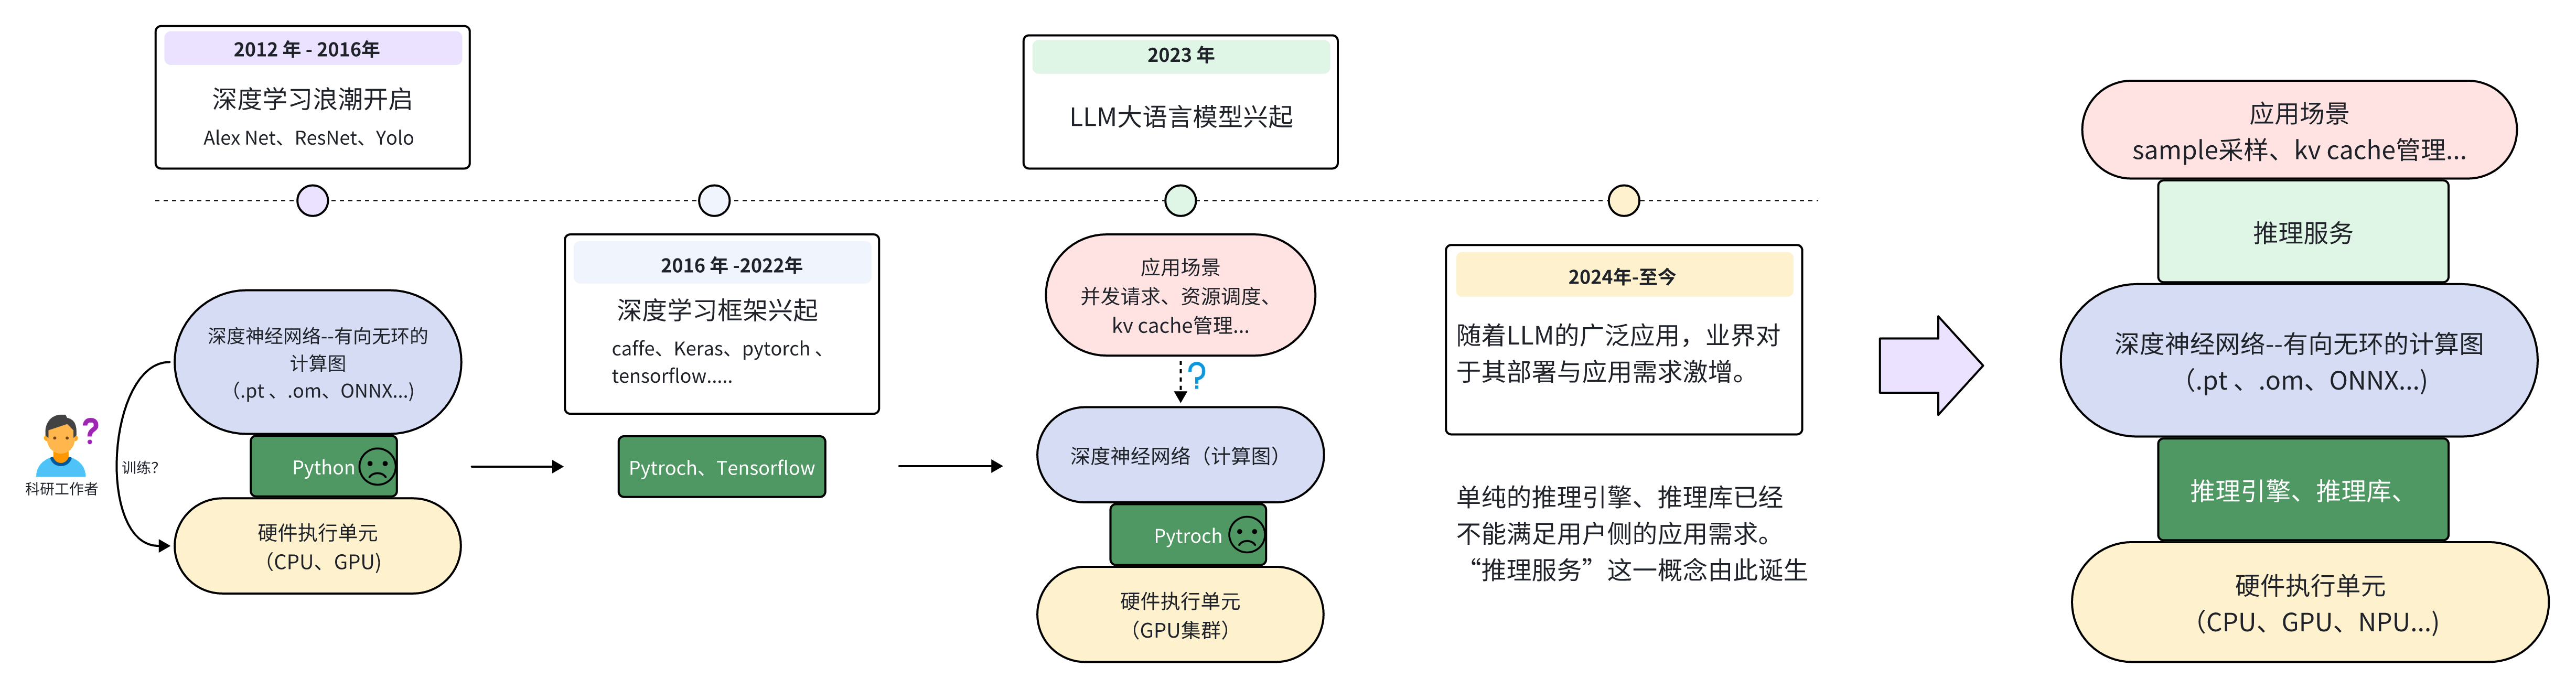 2012 年 - 2016年
深度学习浪潮开启
Alex Net、ResNet、Yolo
深度神经网络--有向无环的
计算图
（.pt 、.om、ONNX...)
训练?
科研工作者
Python
硬件执行单元
（CPU、GPU)
2016 年 -2022年
深度学习框架兴起
caffe、Keras、pytorch 、
tensorflow.....
Pytroch、Tensorflow
2023 年
LLM大语言模型兴起
应用场景
并发请求、资源调度、
kv cache管理...
?
深度神经网络（计算图）
Pytroch
硬件执行单元
（GPU集群）
2024年-至今
随着LLM的广泛应用，业界对
于其部署与应用需求激增。
单纯的推理引擎、推理库已经
不能满足用户侧的应用需求。
“推理服务”这一概念由此诞生
应用场景
sample采样、kv cache管理...
推理服务
深度神经网络--有向无环的计算图
（.pt 、.om、ONNX...)
推理引擎、推理库、
硬件执行单元
（CPU、GPU、NPU...)